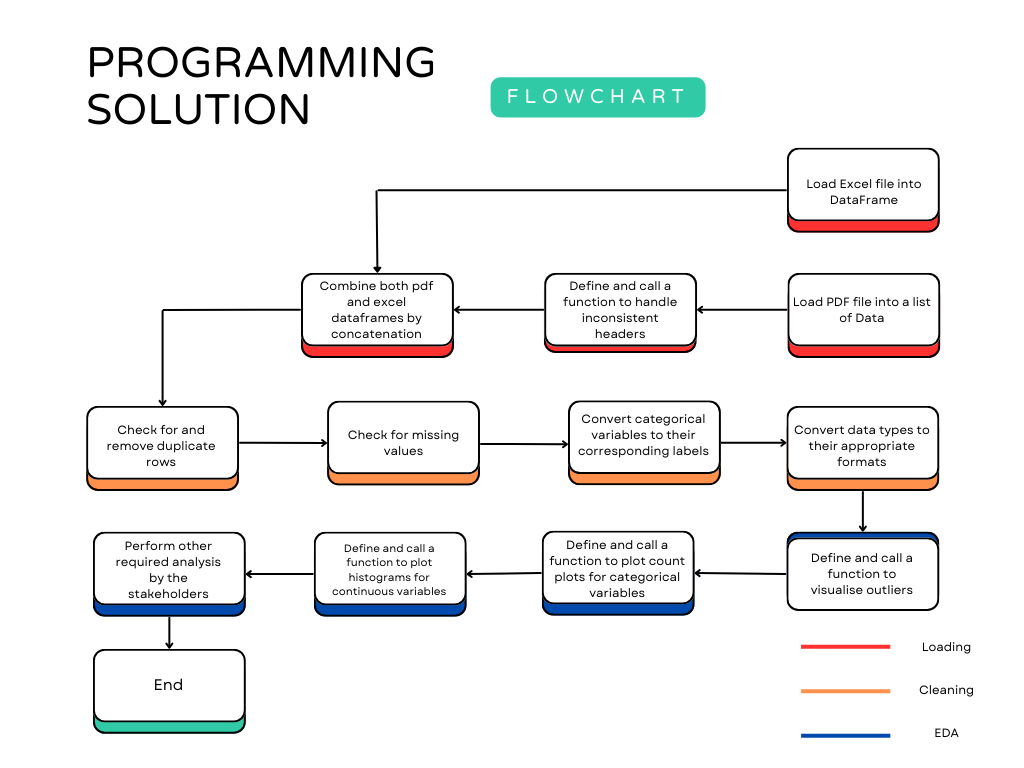 PROGRAMMING
SOLUTION
FLOWCHART
Load Excel file into
DataFrame
Combine both pdf
and excel
dataframes by
concatenation
Define and call a
function to handle
inconsistent
headers
Load PDF file into a list
of Data
Check for and
remove duplicate
rows
Check for missing
values
Convert categorical
variables to their
corresponding labels
Convert data types to
their appropriate
formats
Perform other
required analysis
by the
stakeholders
Define and call a
function to plot
histograms for
continuous variables
Define and call a
function to plot count
plots for categorical
variables
Define and call a
function to
visualise outliers
End
Loading
Cleaning
EDA